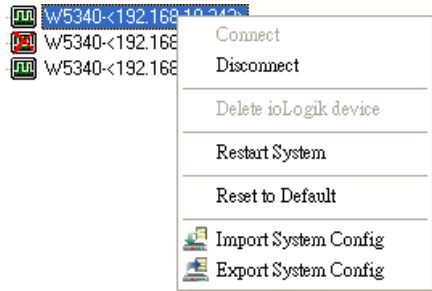 W5340-<192.168.10.243>
W5340-<192.168
W5340-<192.168
Connect
Disconnect
Delete ioLogik device
Restart System
Reset to Default
Import System Config
Export System Config